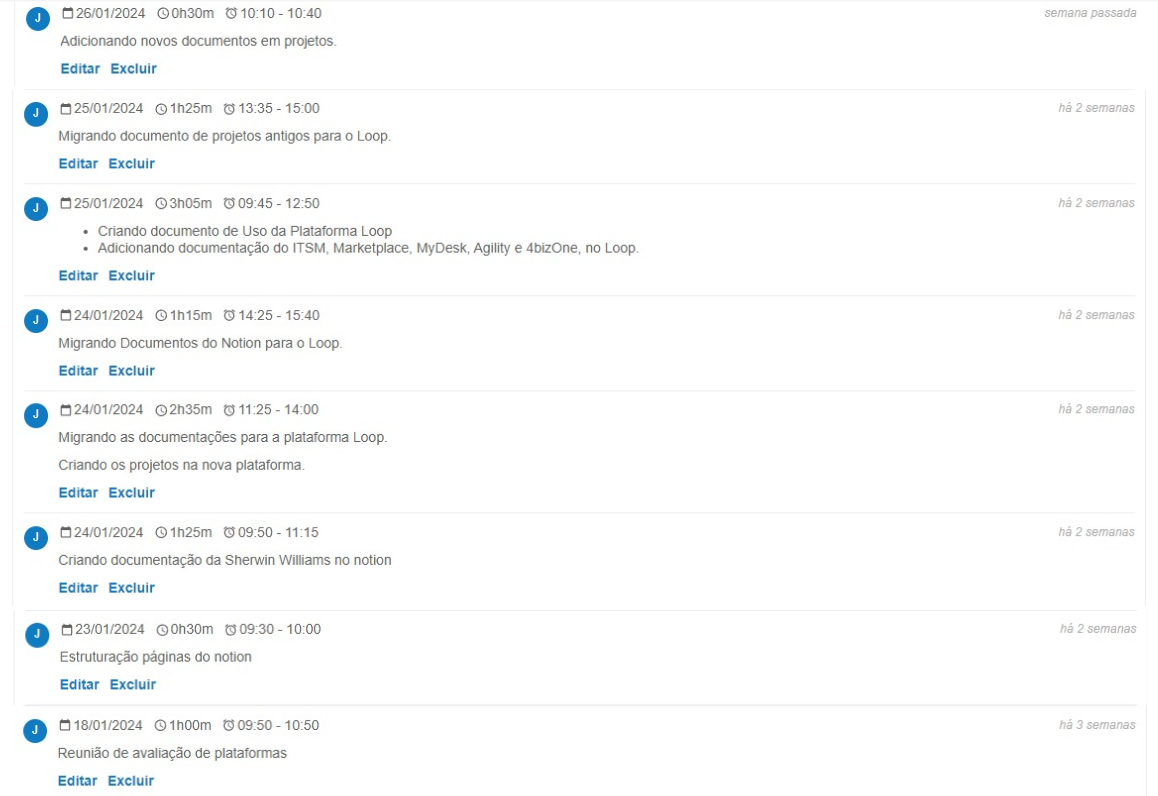 J 26/01/2024 0h30m 10:10 - 10:40 semana passada
Adicionando novos documentos em projetos.
Editar Excluir
J 25/01/2024 1h25m 13:35 - 15:00 há 2 semanas
Migrando documento de projetos antigos para o Loop.
Editar Excluir
J 25/01/2024 3h05m 09:45 - 12:50 há 2 semanas
• Criando documento de Uso da Plataforma Loop
• Adicionando documentação do ITSM, Marketplace, MyDesk, Agility e 4bizOne, no Loop.
Editar Excluir
J 24/01/2024 1h15m 14:25 - 15:40 há 2 semanas
Migrando Documentos do Notion para o Loop.
Editar Excluir
J 24/01/2024 2h35m 11:25 - 14:00 há 2 semanas
Migrando as documentações para a plataforma Loop.
Criando os projetos na nova plataforma.
Editar Excluir
J 24/01/2024 1h25m 09:50 - 11:15 há 2 semanas
Criando documentação da Sherwin Williams no notion
Editar Excluir
J 23/01/2024 0h30m 09:30 - 10:00 há 2 semanas
Estruturação páginas do notion
Editar Excluir
J 18/01/2024 1h00m 09:50 - 10:50 há 3 semanas
Reunião de avaliação de plataformas
Editar Excluir